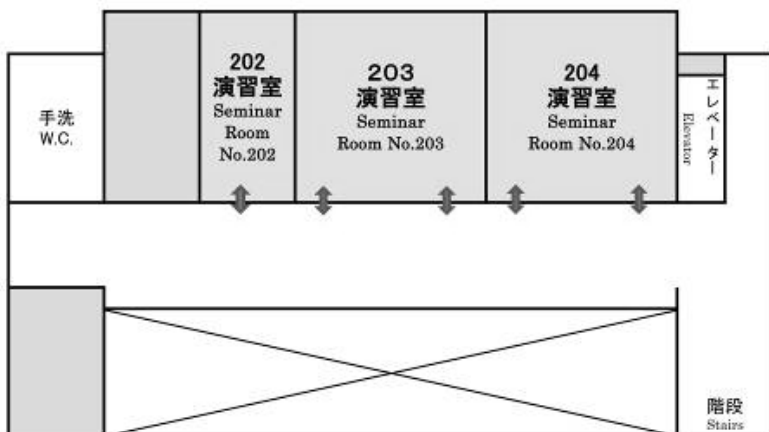 手洗
W.C.
202
演習室
Seminar
Room
No.202
203
演習室
Seminar
Room No.203
204
演習室
Seminar
Room No.204
エレベーター
Elevator
階段
Stairs